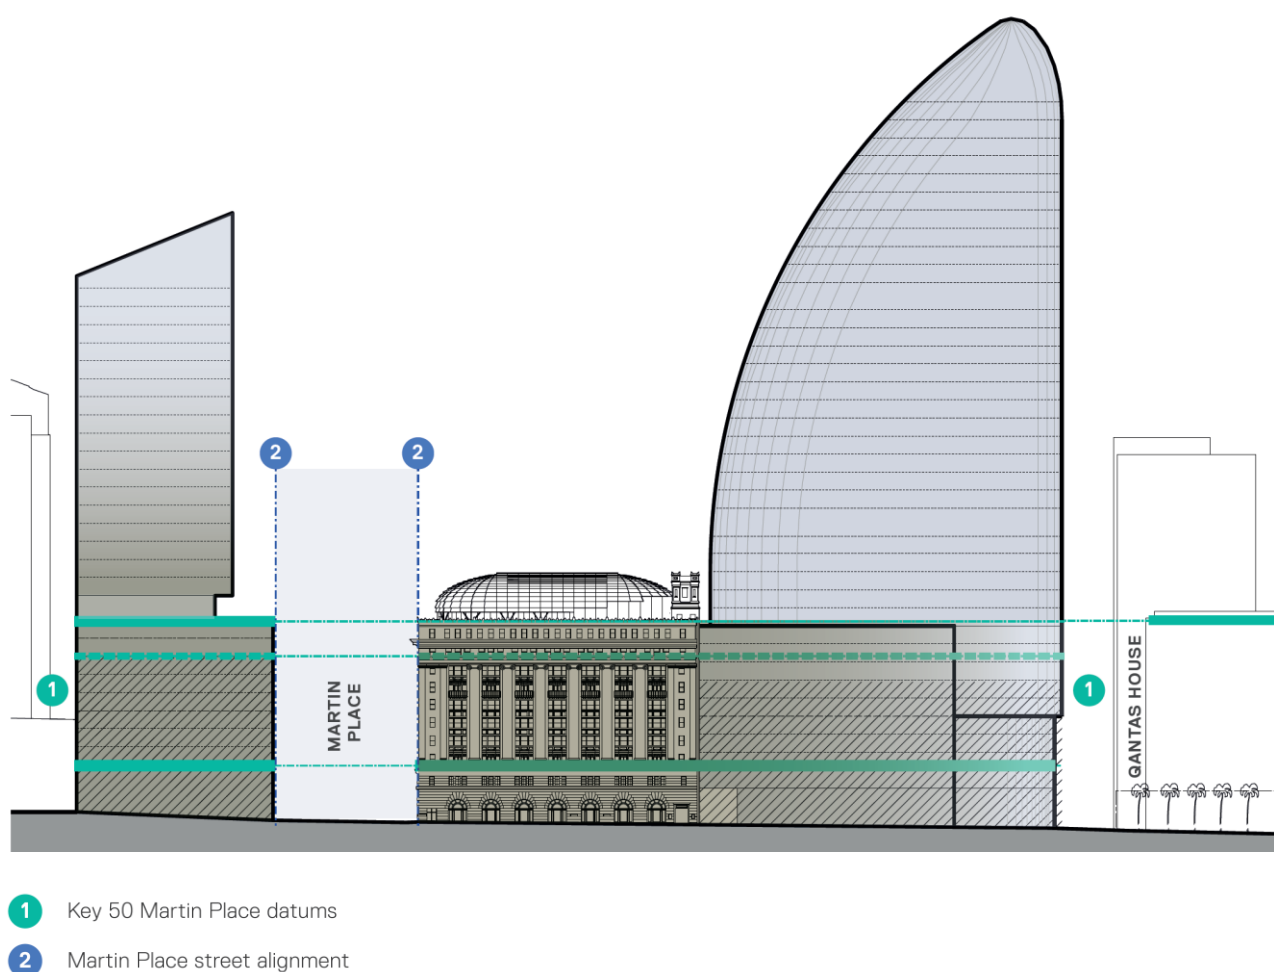 2
2
1
MARTIN
PLACE
1
QANTAS HOUSE
1 Key 50 Martin Place datums
2 Martin Place street alignment